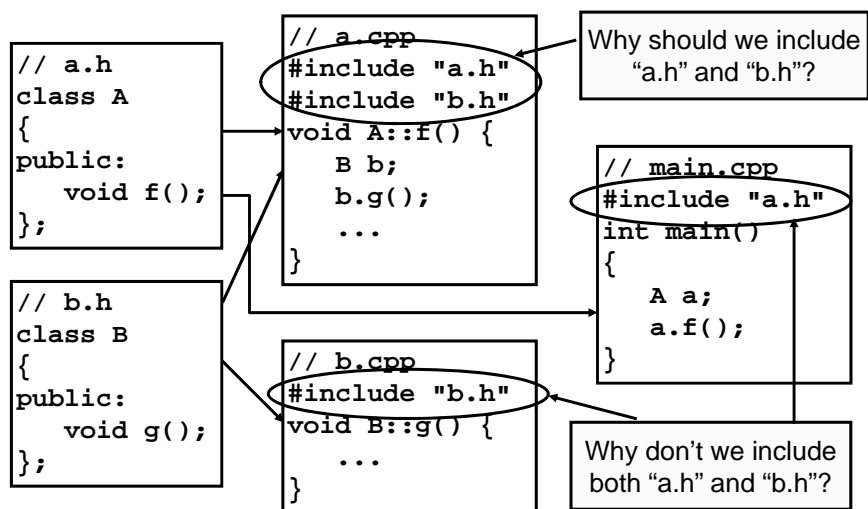 // a.h
class A
{
public:
   void f();
};
// b.h
class B
{
public:
   void g();
};
// a.cpp
#include "a.h"
#include "b.h"
void A::f() {
   B b;
   b.g();
   ...
}
// b.cpp
#include "b.h"
void B::g() {
   ...
}
Why should we include
“a.h” and “b.h”?
// main.cpp
#include "a.h"
int main()
{
   A a;
   a.f();
}
Why don’t we include
both “a.h” and “b.h”?